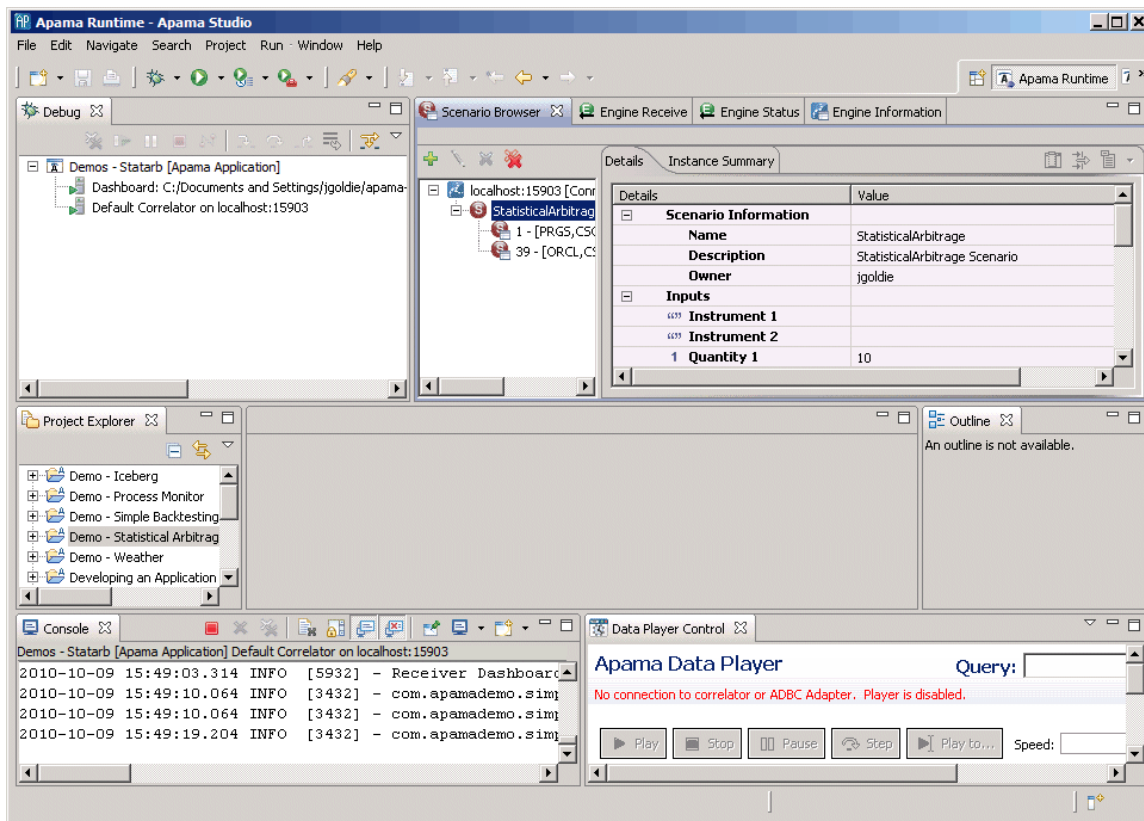 Apama Runtime - Apama Studio
File Edit Navigate Search Project Run Window Help
Apama Runtime
Debug
Demos - Statarb [Apama Application]
Dashboard: C:/Documents and Settings/jgoldie/apama-
Default Correlator on localhost:15903
Scenario Browser Engine Receive Engine Status Engine Information
localhost:15903 [Conr
StatisticalArbitrag
1 - [PRGS,CSC
39 - [ORCL,CS
Details Instance Summary
Details Value
Scenario Information
Name StatisticalArbitrage
Description StatisticalArbitrage Scenario
Owner jgoldie
Inputs
Instrument 1
Instrument 2
1 Quantity 1 10
Project Explorer
Demo - Iceberg
Demo - Process Monitor
Demo - Simple Backtesting
Demo - Statistical Arbitrag
Demo - Weather
Developing an Application
Outline
An outline is not available.
Console
Demos - Statarb [Apama Application] Default Correlator on localhost:15903
2010-10-09 15:49:03.314 INFO [5932] - Receiver Dashboard
2010-10-09 15:49:10.064 INFO [3432] - com.apamademo.simp
2010-10-09 15:49:10.064 INFO [3432] - com.apamademo.simp
2010-10-09 15:49:19.204 INFO [3432] - com.apamademo.simp
Data Player Control
Apama Data Player Query:
No connection to correlator or ADBC Adapter. Player is disabled.
Play Stop Pause Step Play to... Speed: